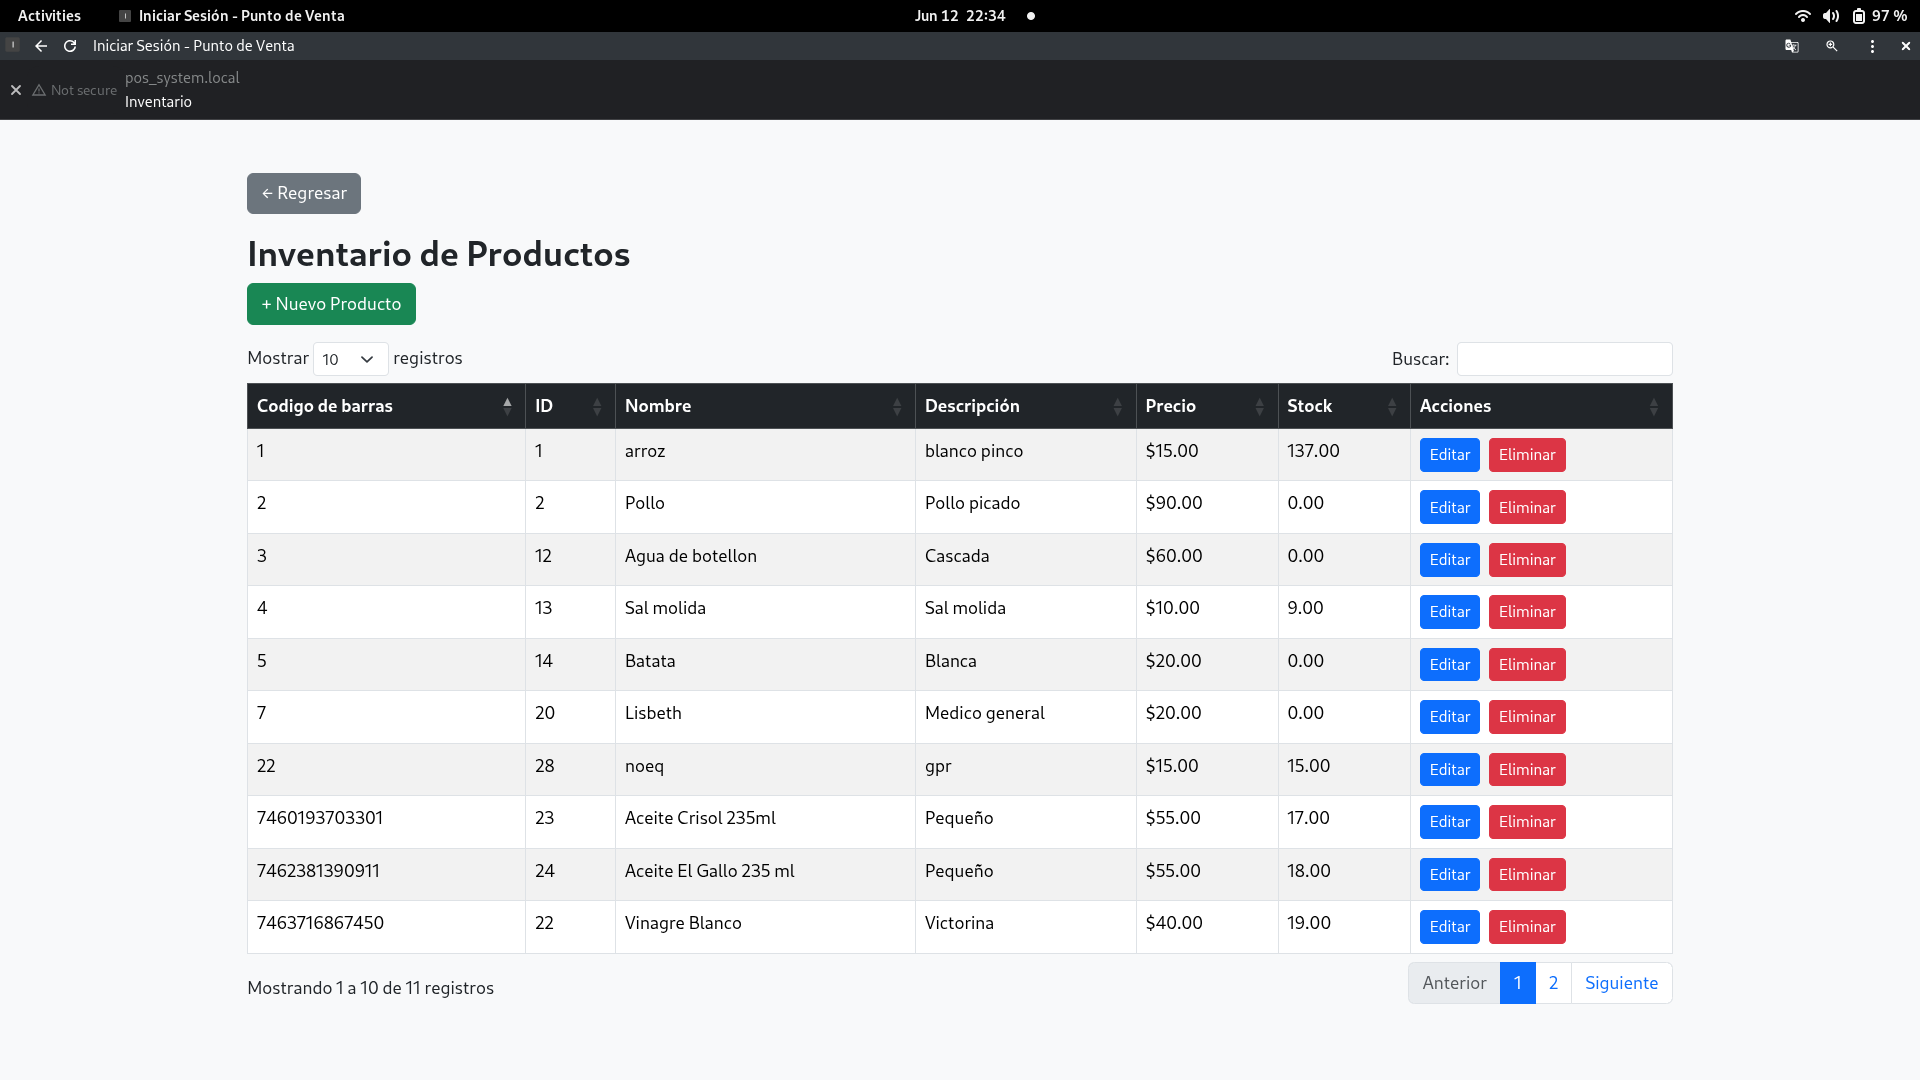 Activities Iniciar Sesión - Punto de Venta Jun 12 22:34 97 %
Iniciar Sesión - Punto de Venta
Not secure pos_system.local
Inventario
← Regresar
Inventario de Productos
+ Nuevo Producto
Mostrar 10 registros Buscar:
Codigo de barras ID Nombre Descripción Precio Stock Acciones
1 1 arroz blanco pinco $15.00 137.00 Editar Eliminar
2 2 Pollo Pollo picado $90.00 0.00 Editar Eliminar
3 12 Agua de botellon Cascada $60.00 0.00 Editar Eliminar
4 13 Sal molida Sal molida $10.00 9.00 Editar Eliminar
5 14 Batata Blanca $20.00 0.00 Editar Eliminar
7 20 Lisbeth Medico general $20.00 0.00 Editar Eliminar
22 28 noeq gpr $15.00 15.00 Editar Eliminar
7460193703301 23 Aceite Crisol 235ml Pequeño $55.00 17.00 Editar Eliminar
7462381390911 24 Aceite El Gallo 235 ml Pequeño $55.00 18.00 Editar Eliminar
7463716867450 22 Vinagre Blanco Victorina $40.00 19.00 Editar Eliminar
Mostrando 1 a 10 de 11 registros Anterior 1 2 Siguiente